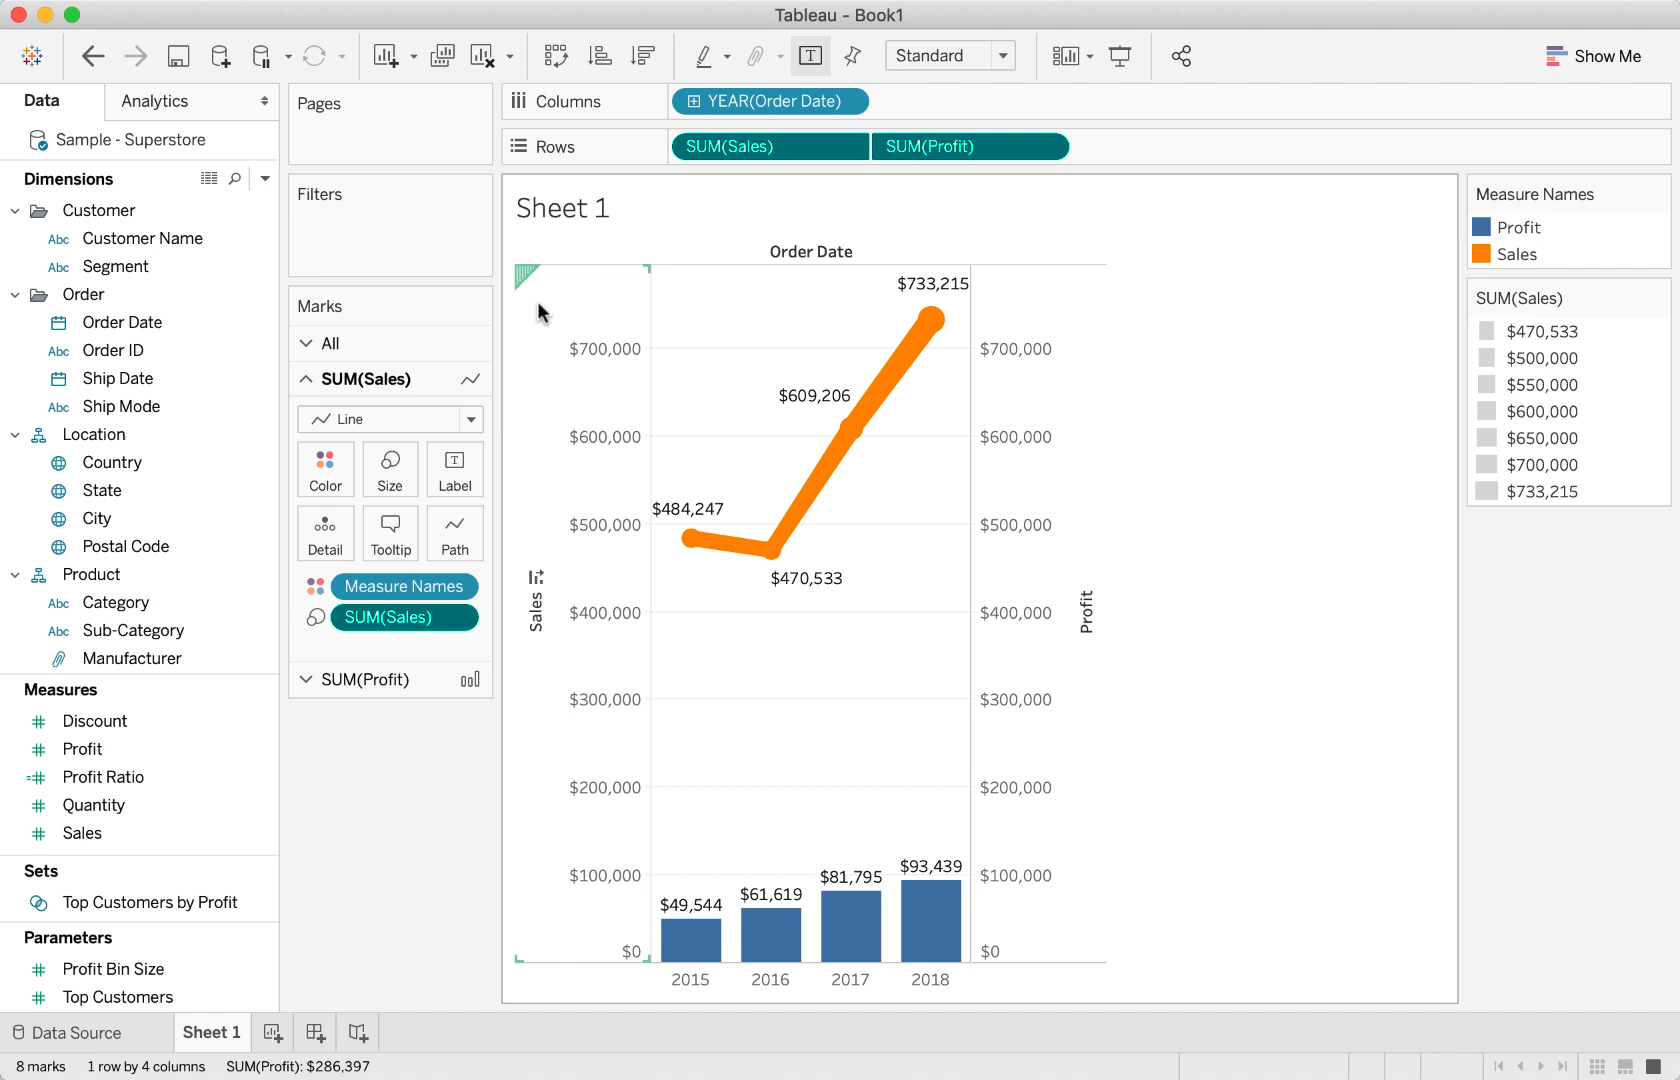 Tableau - Book1
Standard
Show Me
Data
Analytics
Sample - Superstore
Dimensions
Customer
Abc Customer Name
Abc Segment
Order
Order Date
Abc Order ID
Ship Date
Abc Ship Mode
Location
Country
State
City
Postal Code
Product
Abc Category
Abc Sub-Category
Manufacturer
Measures
# Discount
# Profit
=# Profit Ratio
# Quantity
# Sales
Sets
Top Customers by Profit
Parameters
# Profit Bin Size
# Top Customers
Pages
Filters
Marks
All
SUM(Sales)
Line
Color Size Label
Detail Tooltip Path
Measure Names
SUM(Sales)
SUM(Profit)
Columns
YEAR(Order Date)
Rows
SUM(Sales) SUM(Profit)
Sheet 1
Order Date
$733,215
$700,000 $700,000
$609,206
$600,000 $600,000
$484,247
$500,000 $500,000
$470,533
Sales
$400,000 $400,000
Profit
$300,000 $300,000
$200,000 $200,000
$100,000 $100,000
$49,544 $61,619 $81,795 $93,439
$0 $0
2015 2016 2017 2018
Measure Names
Profit
Sales
SUM(Sales)
$470,533
$500,000
$550,000
$600,000
$650,000
$700,000
$733,215
Data Source
Sheet 1
8 marks 1 row by 4 columns SUM(Profit): $286,397